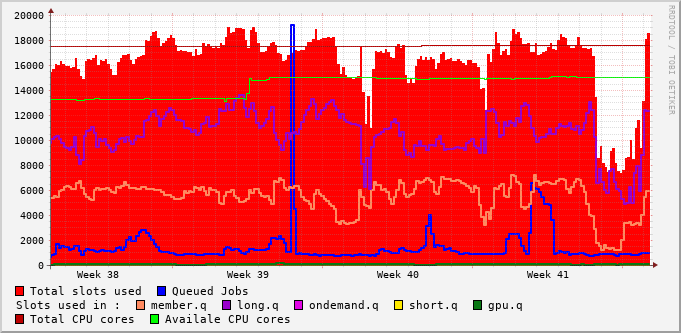 20000
18000
16000
14000
12000
10000
8000
6000
4000
2000
0
Week 38 Week 39 Week 40 Week 41
RRDTOOL / TOBI OETIKER
Total slots used Queued Jobs
Slots used in : member.q long.q ondemand.q short.q gpu.q
Total CPU cores Availale CPU cores